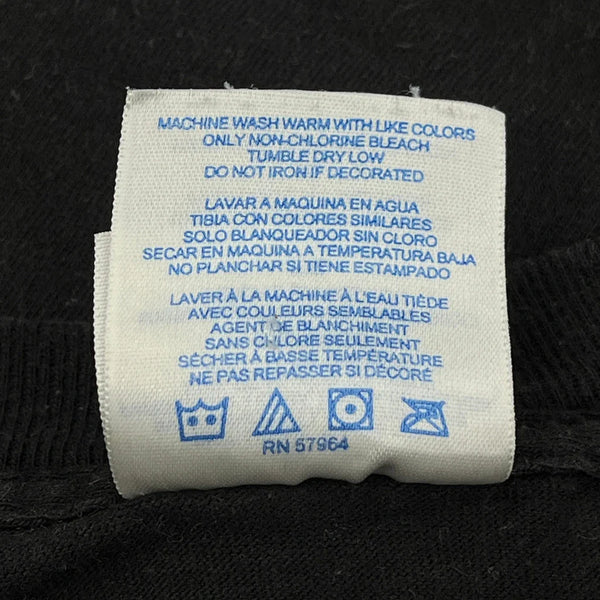 MACHINE WASH WARM WITH LIKE COLORS
ONLY NON-CHLORINE BLEACH
TUMBLE DRY LOW
DO NOT IRON IF DECORATED
LAVAR A MAQUINA EN AGUA
TIBIA CON COLORES SIMILARES
SOLO BLANQUEADOR SIN CLORO
SECAR EN MAQUINA A TEMPERATURA BAJA
NO PLANCHAR SI TIENE ESTAMPADO
LAVER À LA MACHINE À L'EAU TIÈDE
AVEC COULEURS SEMBLABLES
AGENT DE BLANCHIMENT
SANS CHLORE SEULEMENT
SÉCHER À BASSE TEMPÉRATURE
NE PAS REPASSER SI DÉCORÉ
RN 57964